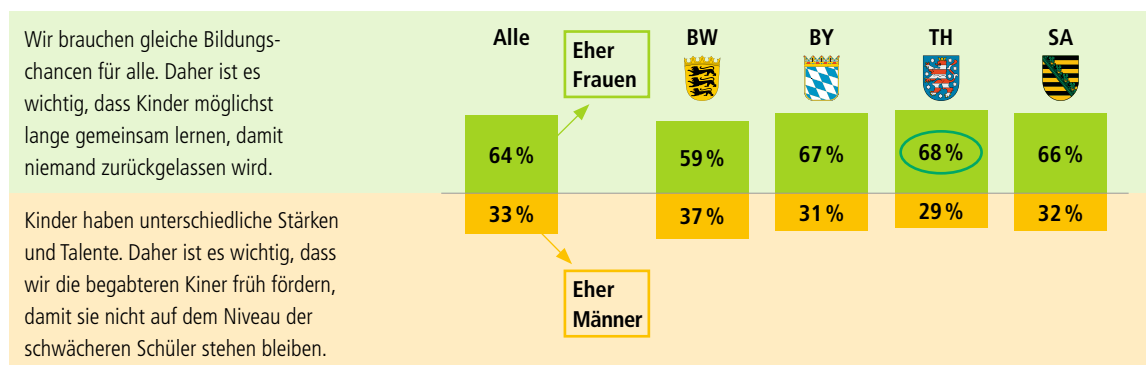 Wir brauchen gleiche Bildungs-
chancen für alle. Daher ist es
wichtig, dass Kinder möglichst
lange gemeinsam lernen, damit
niemand zurückgelassen wird.
Alle
Eher
Frauen
BW
BY
TH
SA
64 %
59 %
67 %
68 %
66 %
33 %
37 %
31 %
29 %
32 %
Kinder haben unterschiedliche Stärken
und Talente. Daher ist es wichtig, dass
wir die begabteren Kiner früh fördern,
damit sie nicht auf dem Niveau der
schwächeren Schüler stehen bleiben.
Eher
Männer